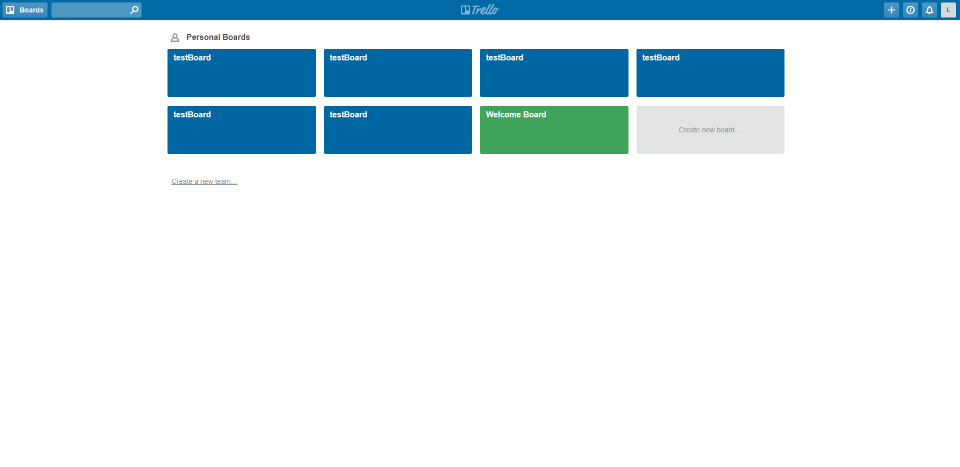 Boards
Trello
L
Personal Boards
testBoard
testBoard
testBoard
testBoard
testBoard
testBoard
Welcome Board
Create new board...
Create a new team...